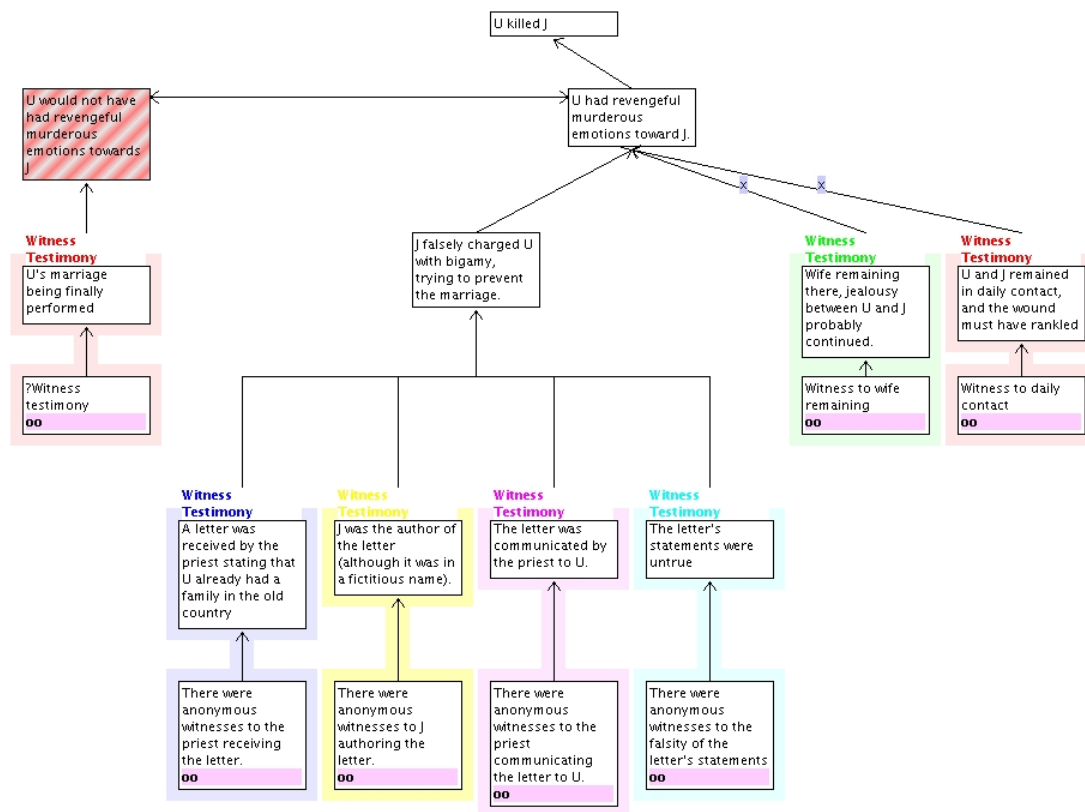 U killed J
U would not have
had revengeful
murderous
emotions towards
J
U had revengeful
murderous
emotions toward J.
x
x
J falsely charged U
with bigamy,
trying to prevent
the marriage.
Witness
Testimony
U's marriage
being finally
performed
?Witness
testimony
oo
Witness
Testimony
Wife remaining
there, jealousy
between U and J
probably
continued.
Witness to wife
remaining
oo
Witness
Testimony
U and J remained
in daily contact,
and the wound
must have rankled
Witness to daily
contact
oo
Witness
Testimony
A letter was
received by the
priest stating that
U already had a
family in the old
country
There were
anonymous
witnesses to the
priest receiving
the letter.
oo
Witness
Testimony
J was the author of
the letter
(although it was in
a fictitious name).
There were
anonymous
witnesses to J
authoring the
letter.
oo
Witness
Testimony
The letter was
communicated by
the priest to U.
There were
anonymous
witnesses to the
priest
communicating
the letter to U.
oo
Witness
Testimony
The letter's
statements were
untrue
There were
anonymous
witnesses to the
falsity of the
letter's statements
oo